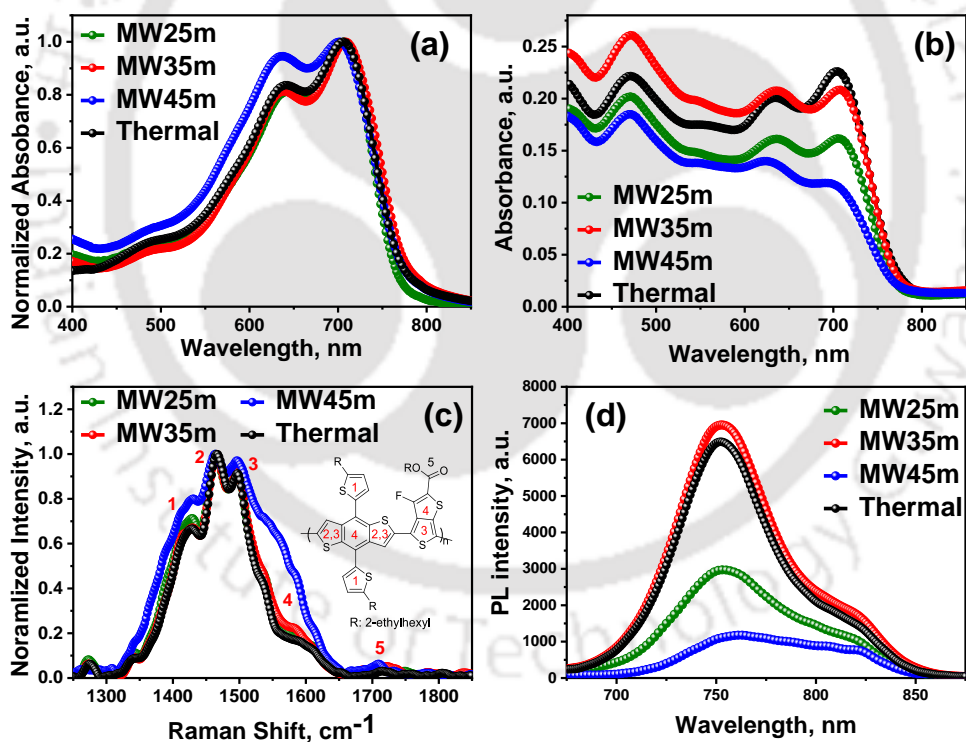 (a)
MW25m
MW35m
MW45m
Thermal
Normalized Absobance, a.u.
1.0
0.8
0.6
0.4
0.2
0.0
400 500 600 700 800
Wavelength, nm
(b)
MW25m
MW35m
MW45m
Thermal
Absorbance, a.u.
0.25
0.20
0.15
0.10
0.05
0.00
400 500 600 700 800
Wavelength, nm
(c)
MW25m
MW35m
MW45m
Thermal
Noramlized Intensity, a.u.
1.0
0.8
0.6
0.4
0.2
0.0
1 2 3 4 5
R
S
1
RO
5
O
F
4
S
S
2,3
4
2,3
3
S
S
n
1
S
R
R: 2-ethylhexyl
1300 1400 1500 1600 1700 1800
Raman Shift, cm-1
(d)
MW25m
MW35m
MW45m
Thermal
PL intensity, a.u.
8000
7000
6000
5000
4000
3000
2000
1000
0
700 750 800 850
Wavelength, nm
Institute of Technology